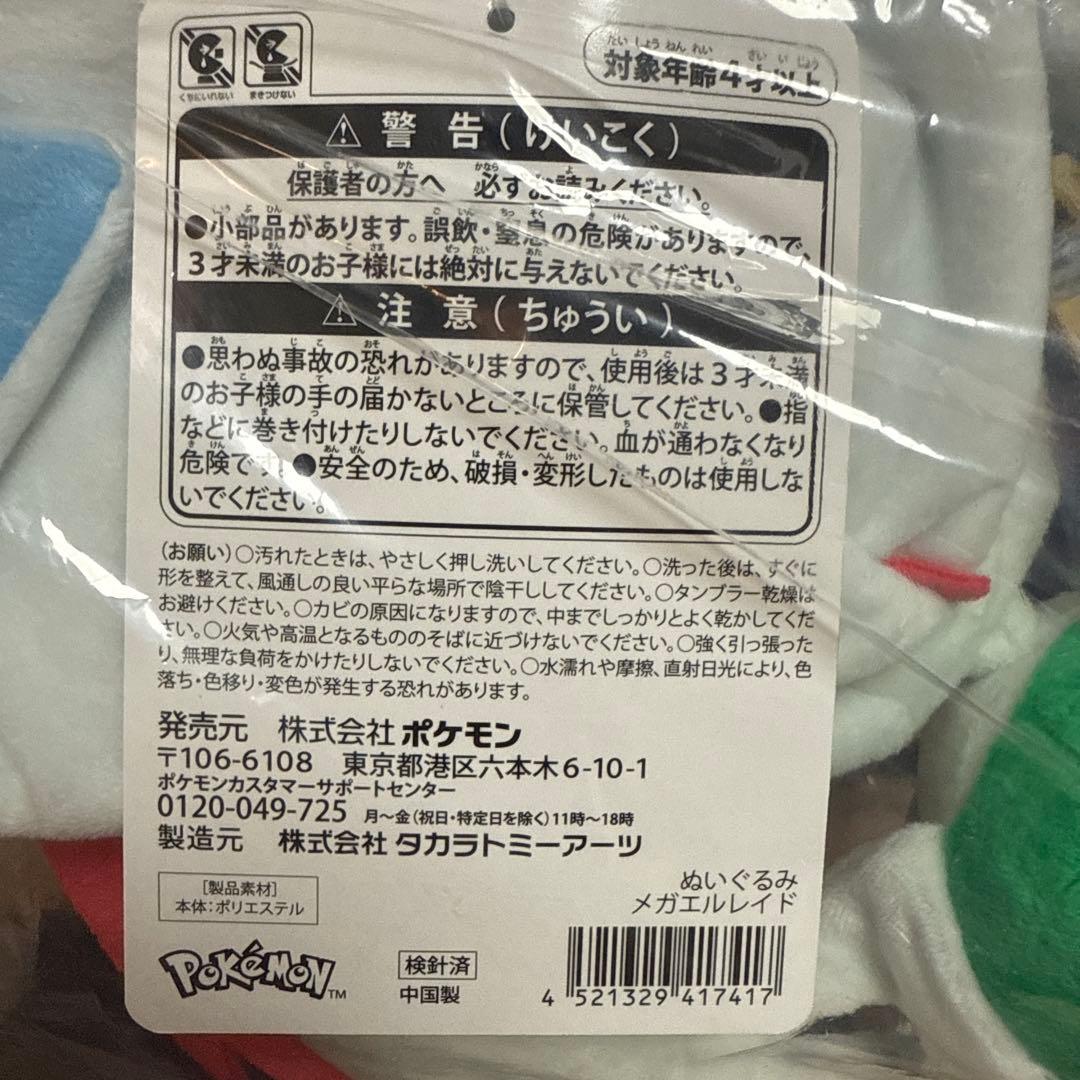 くちにいれない
まきつけない
対象年齢4才以上
警告(けいこく)
保護者の方へ 必ずお読みください。
●小部品があります。誤飲・窒息の危険がありますので、
3才未満のお子様には絶対に与えないでください。
注意(ちゅうい)
●思わぬ事故の恐れがありますので、使用後は3才未満
のお子様の手の届かないところに保管してください。●指
などに巻き付けたりしないでください。血が通わなくなり
危険です。●安全のため、破損・変形したものは使用しな
いでください。
(お願い)○汚れたときは、やさしく押し洗いしてください。○洗った後は、すぐに
形を整えて、風通しの良い平らな場所で陰干ししてください。○タンブラー乾燥は
お避けください。○カビの原因になりますので、中までしっかりとよく乾かしてくだ
さい。○火気や高温となるもののそばに近づけないでください。○強く引っ張った
り、無理な負荷をかけたりしないでください。○水濡れや摩擦、直射日光により、色
落ち・色移り・変色が発生する恐れがあります。
発売元 株式会社 ポケモン
〒106-6108 東京都港区六本木6-10-1
ポケモンカスタマーサポートセンター
0120-049-725 月〜金(祝日・特定日を除く)11時〜18時
製造元 株式会社 タカラトミーアーツ
[製品素材]
本体:ポリエステル
ぬいぐるみ
メガエルレイド
POKéMON™
検針済
中国製
4 521329 417417